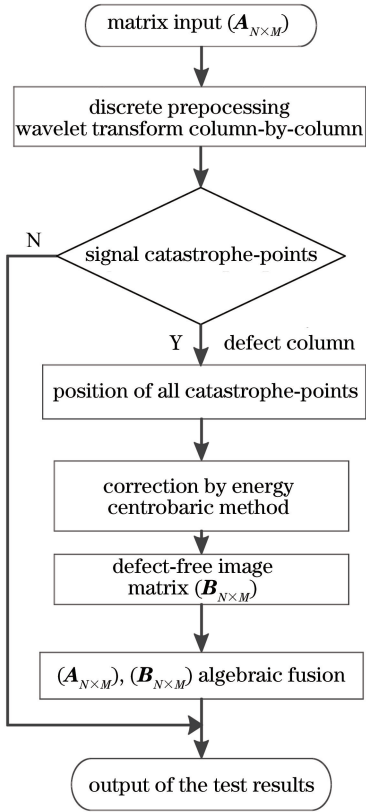 matrix input (A_{N×M})
discrete prepocessing
wavelet transform column-by-column
signal catastrophe-points
N
Y
defect column
position of all catastrophe-points
correction by energy
centrobaric method
defect-free image
matrix (B_{N×M})
(A_{N×M}), (B_{N×M}) algebraic fusion
output of the test results